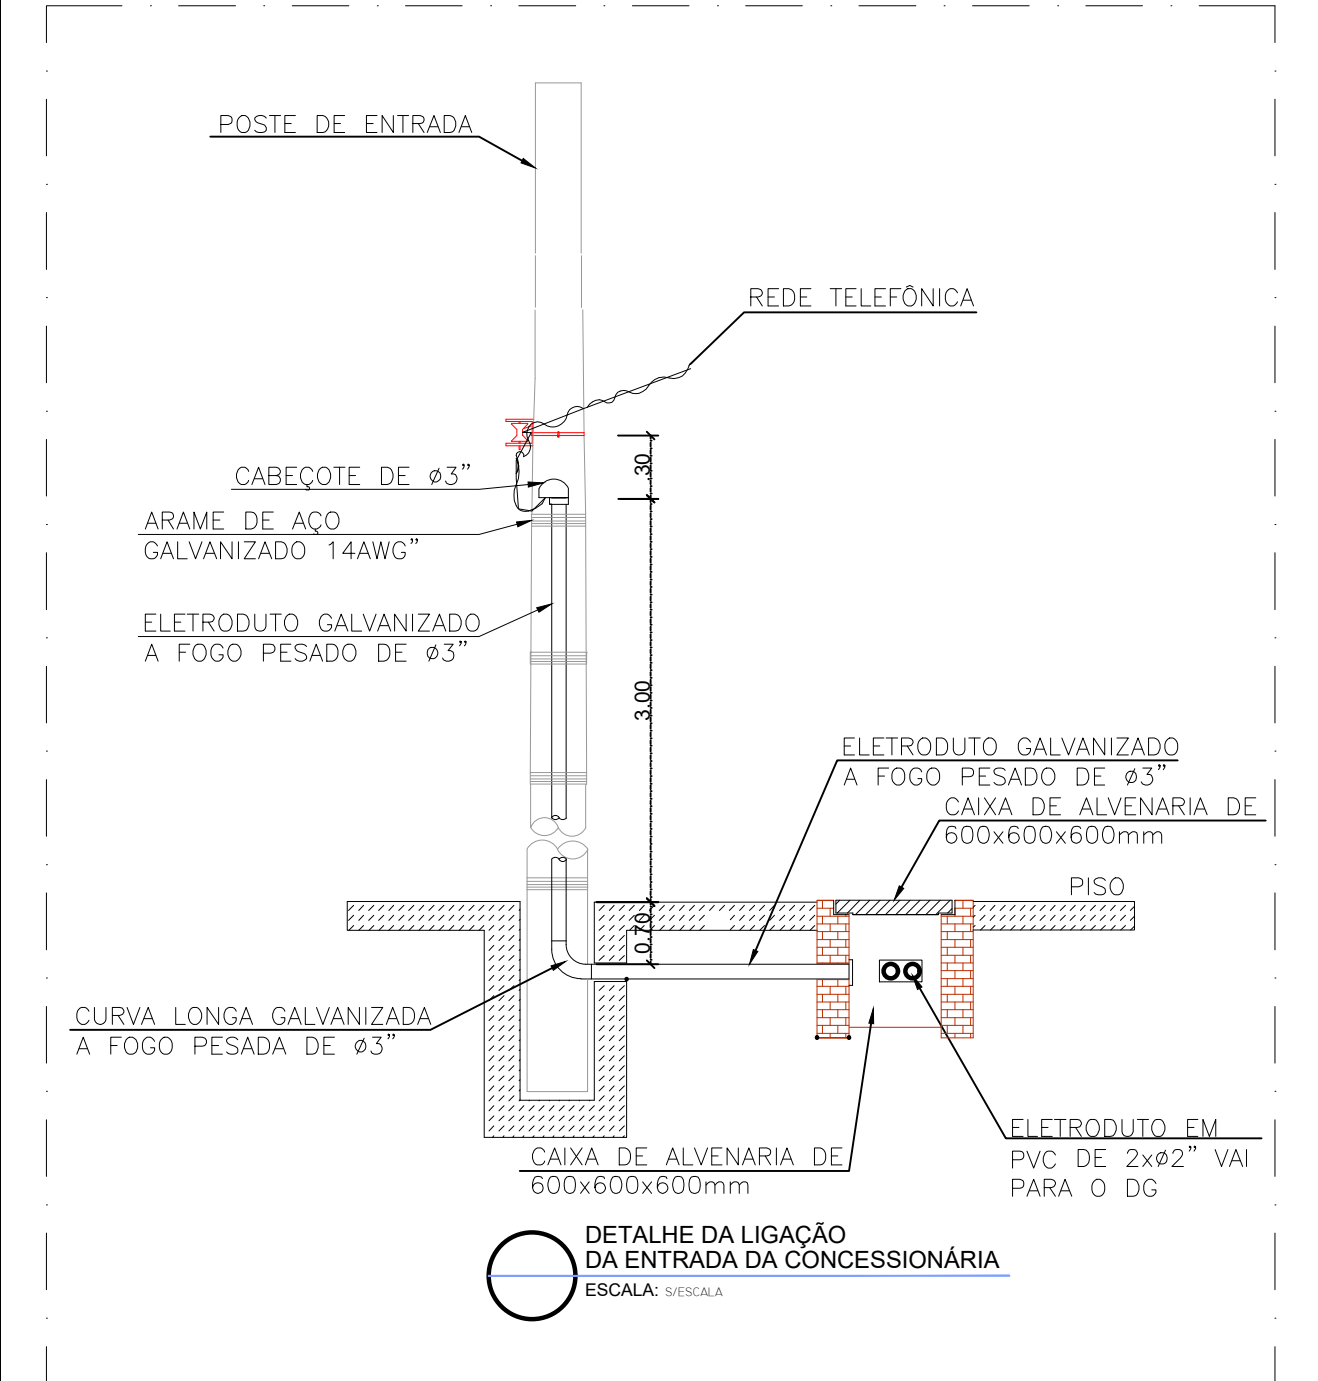 POSTE DE ENTRADA
REDE TELEFÔNICA
.30
CABEÇOTE DE ø3”
ARAME DE AÇO
GALVANIZADO 14AWG”
ELETRODUTO GALVANIZADO
A FOGO PESADO DE ø3”
3.00
ELETRODUTO GALVANIZADO
A FOGO PESADO DE ø3”
CAIXA DE ALVENARIA DE
600x600x600mm
PISO
0.70
CURVA LONGA GALVANIZADA
A FOGO PESADA DE ø3”
ELETRODUTO EM
PVC DE 2xø2” VAI
PARA O DG
CAIXA DE ALVENARIA DE
600x600x600mm
DETALHE DA LIGAÇÃO
DA ENTRADA DA CONCESSIONÁRIA
ESCALA: S/ESCALA